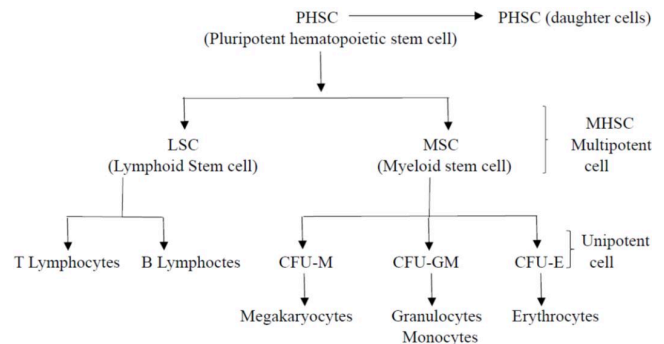 PHSC
PHSC (daughter cells)
(Pluripotent hematopoietic stem cell)
LSC
(Lymphoid Stem cell)
MSC
(Myeloid stem cell)
MHSC
Multipotent
cell
T Lymphocytes
B Lymphoctes
CFU-M
CFU-GM
CFU-E
Unipotent
cell
Megakaryocytes
Granulocytes
Monocytes
Erythrocytes